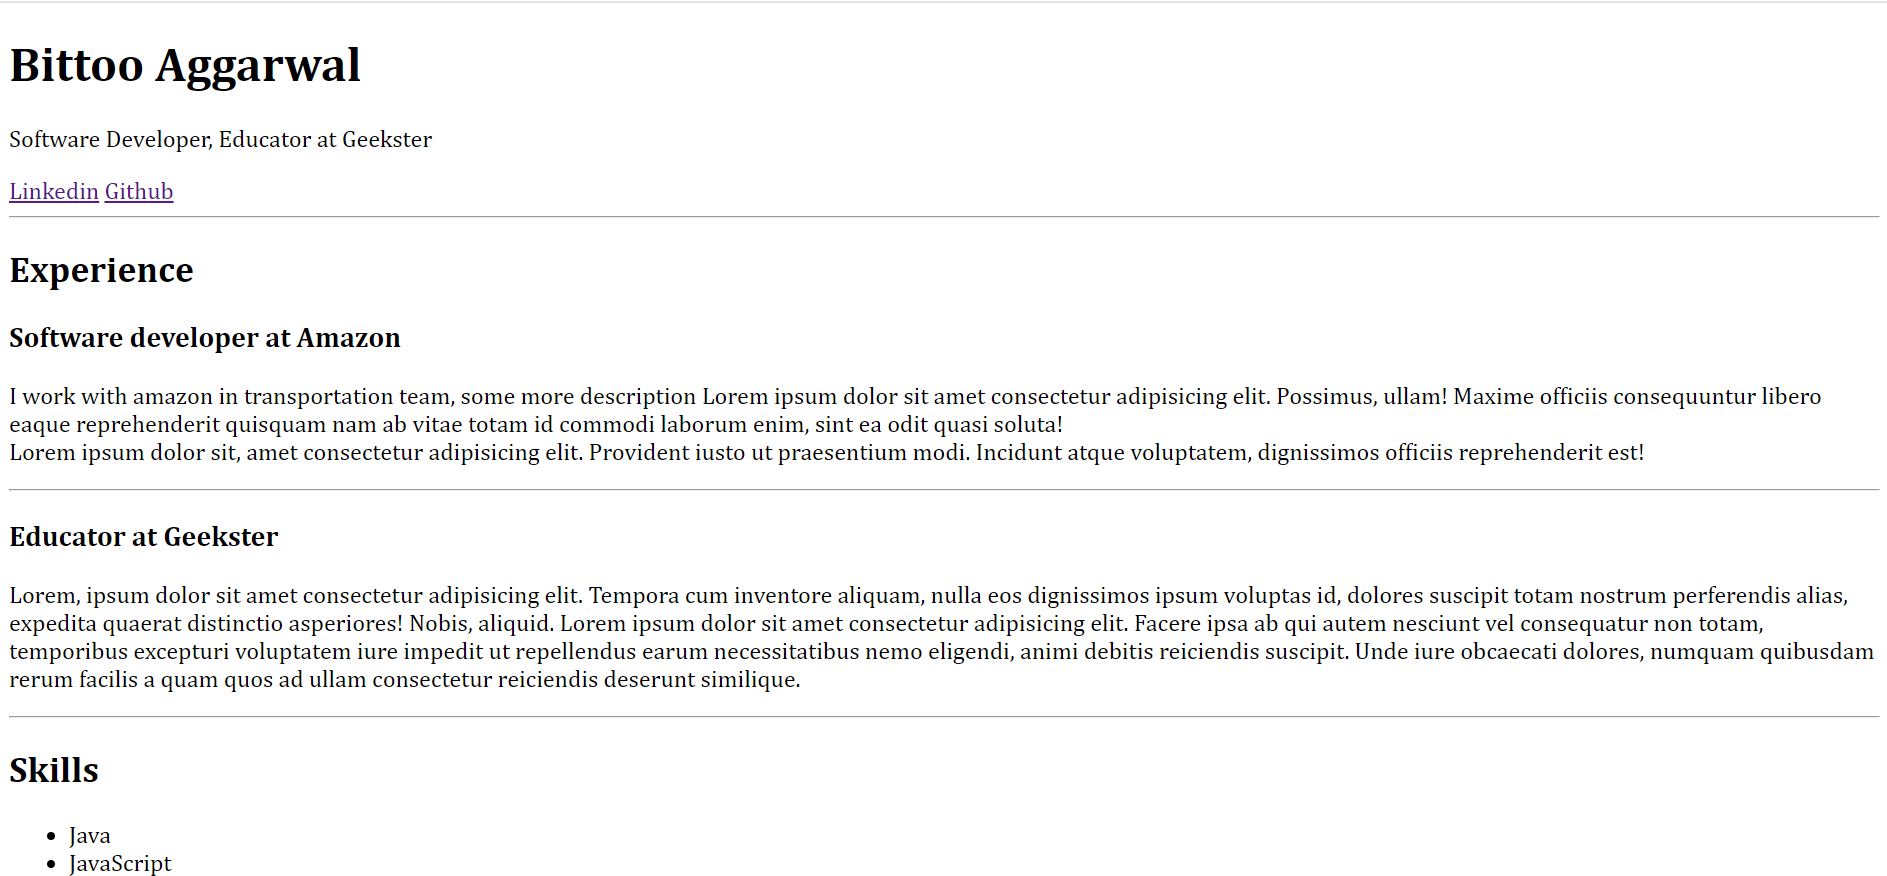 Bittoo Aggarwal
Software Developer, Educator at Geekster
Linkedin Github
Experience
Software developer at Amazon
I work with amazon in transportation team, some more description Lorem ipsum dolor sit amet consectetur adipisicing elit. Possimus, ullam! Maxime officiis consequuntur libero
eaque reprehenderit quisquam nam ab vitae totam id commodi laborum enim, sint ea odit quasi soluta!
Lorem ipsum dolor sit, amet consectetur adipisicing elit. Provident iusto ut praesentium modi. Incidunt atque voluptatem, dignissimos officiis reprehenderit est!
Educator at Geekster
Lorem, ipsum dolor sit amet consectetur adipisicing elit. Tempora cum inventore aliquam, nulla eos dignissimos ipsum voluptas id, dolores suscipit totam nostrum perferendis alias,
expedita quaerat distinctio asperiores! Nobis, aliquid. Lorem ipsum dolor sit amet consectetur adipisicing elit. Facere ipsa ab qui autem nesciunt vel consequatur non totam,
temporibus excepturi voluptatem iure impedit ut repellendus earum necessitatibus nemo eligendi, animi debitis reiciendis suscipit. Unde iure obcaecati dolores, numquam quibusdam
rerum facilis a quam quos ad ullam consectetur reiciendis deserunt similique.
Skills
• Java
• JavaScript